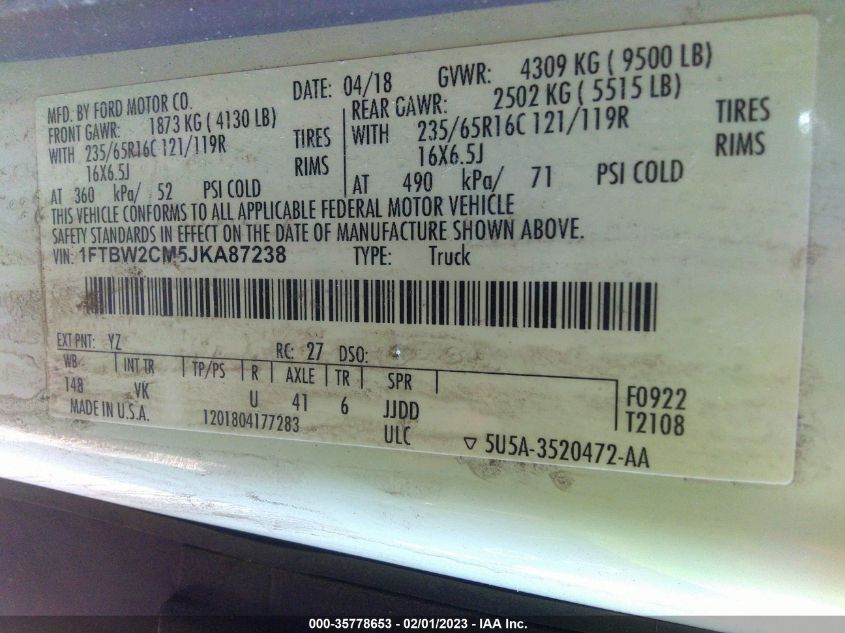 MFD. BY FORD MOTOR CO. DATE: 04/18 GVWR: 4309 KG ( 9500 LB)
FRONT GAWR: 1873 KG ( 4130 LB) REAR GAWR: 2502 KG ( 5515 LB)
WITH 235/65R16C 121/119R TIRES WITH 235/65R16C 121/119R TIRES
16X6.5J RIMS 16X6.5J RIMS
AT 360 kPa/ 52 PSI COLD AT 490 kPa/ 71 PSI COLD
THIS VEHICLE CONFORMS TO ALL APPLICABLE FEDERAL MOTOR VEHICLE
SAFETY STANDARDS IN EFFECT ON THE DATE OF MANUFACTURE SHOWN ABOVE.
VIN: 1FTBW2CM5JKA87238 TYPE: Truck
EXT PNT: YZ RC: 27 DSO:
WB INT TR TP/PS R AXLE TR SPR
148 VK U 41 6 JJDD F0922
MADE IN U.S.A. 1201804177283 ULC T2108
▽ 5U5A-3520472-AA
000-35778653 - 02/01/2023 - IAA Inc.